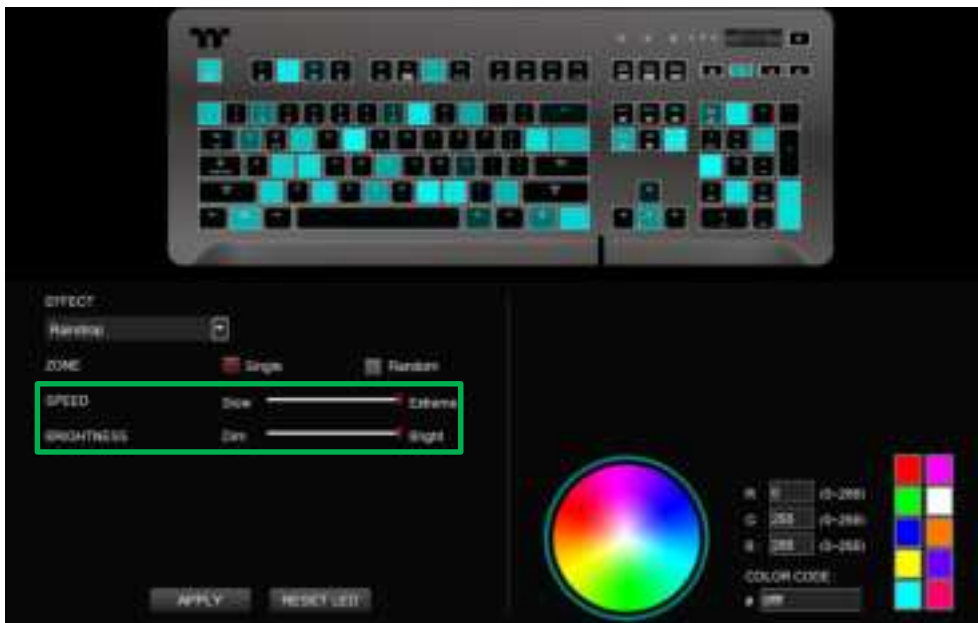 EFFECT
Raindrop
ZONE Single Random
SPEED Slow Extreme
BRIGHTNESS Dim Bright
R 0 (0~255)
G 255 (0~255)
B 255 (0~255)
COLOR CODE
#
APPLY RESET LED